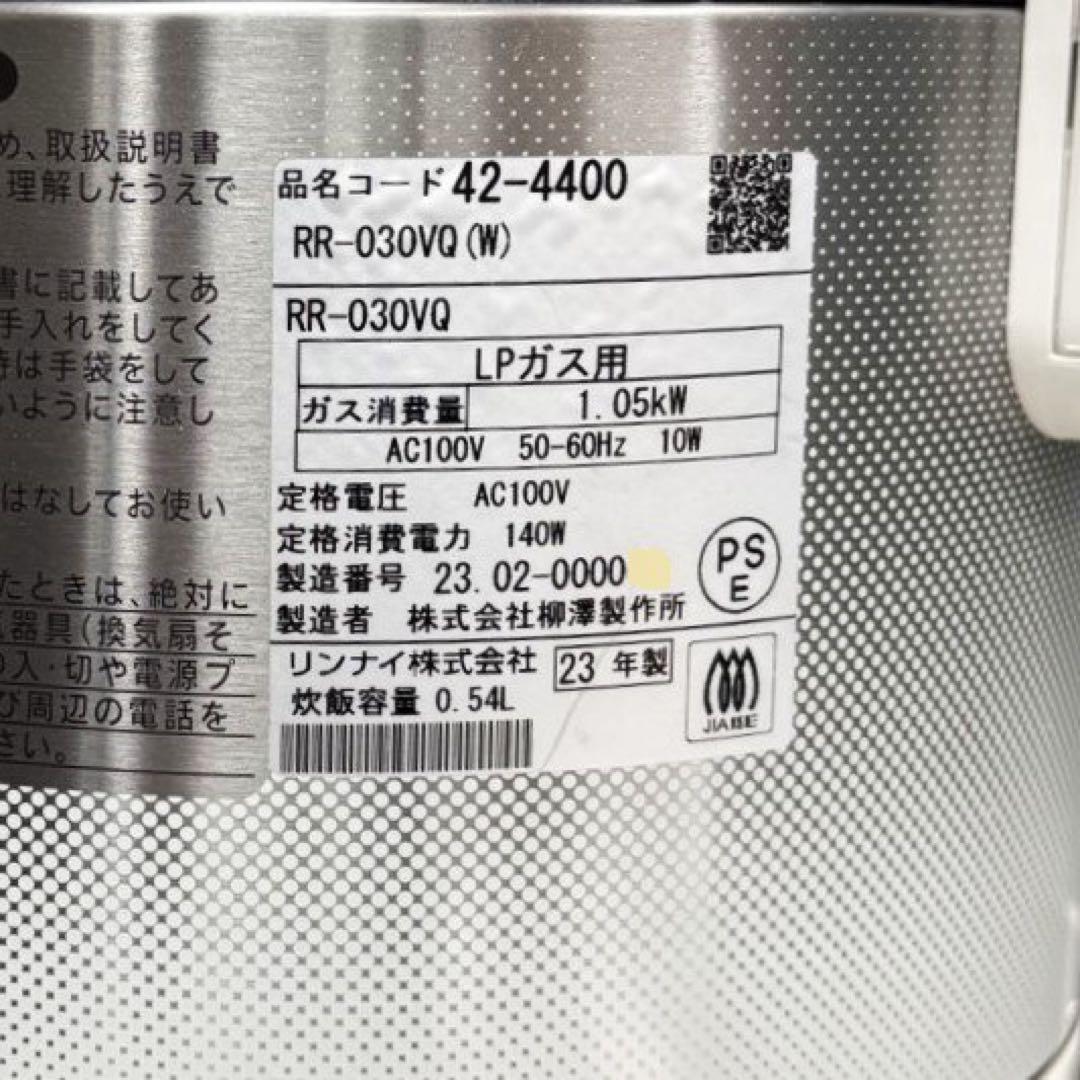 め、取扱説明書
理解したうえで
書に記載してあ
手入れをしてく
時は手袋をして
いように注意し
はなしてお使い
たときは、絶対に
器具(換気扇そ
入・切や電源プ
び周辺の電話を
さい。
品名コード 42-4400
RR-030VQ(W)
RR-030VQ
LPガス用
ガス消費量 1.05kW
AC100V 50-60Hz 10W
定格電圧 AC100V
定格消費電力 140W
製造番号 23.02-0000
製造者 株式会社柳澤製作所
PS
E
リンナイ株式会社 23年製
炊飯容量 0.54L
JIA